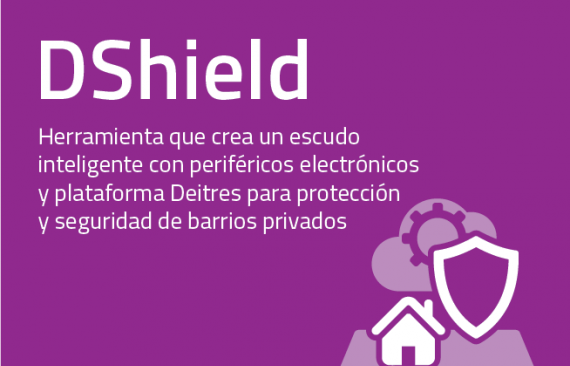 DShield
Herramienta que crea un escudo
inteligente con periféricos electrónicos
y plataforma Deitres para protección
y seguridad de barrios privados